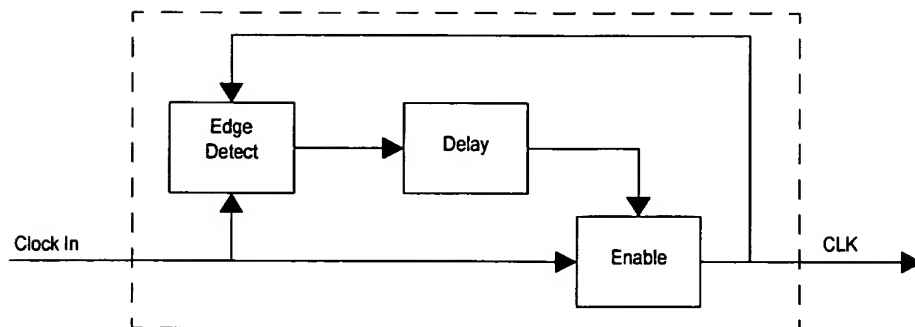 Edge
Detect
Delay
Clock In
Enable
CLK